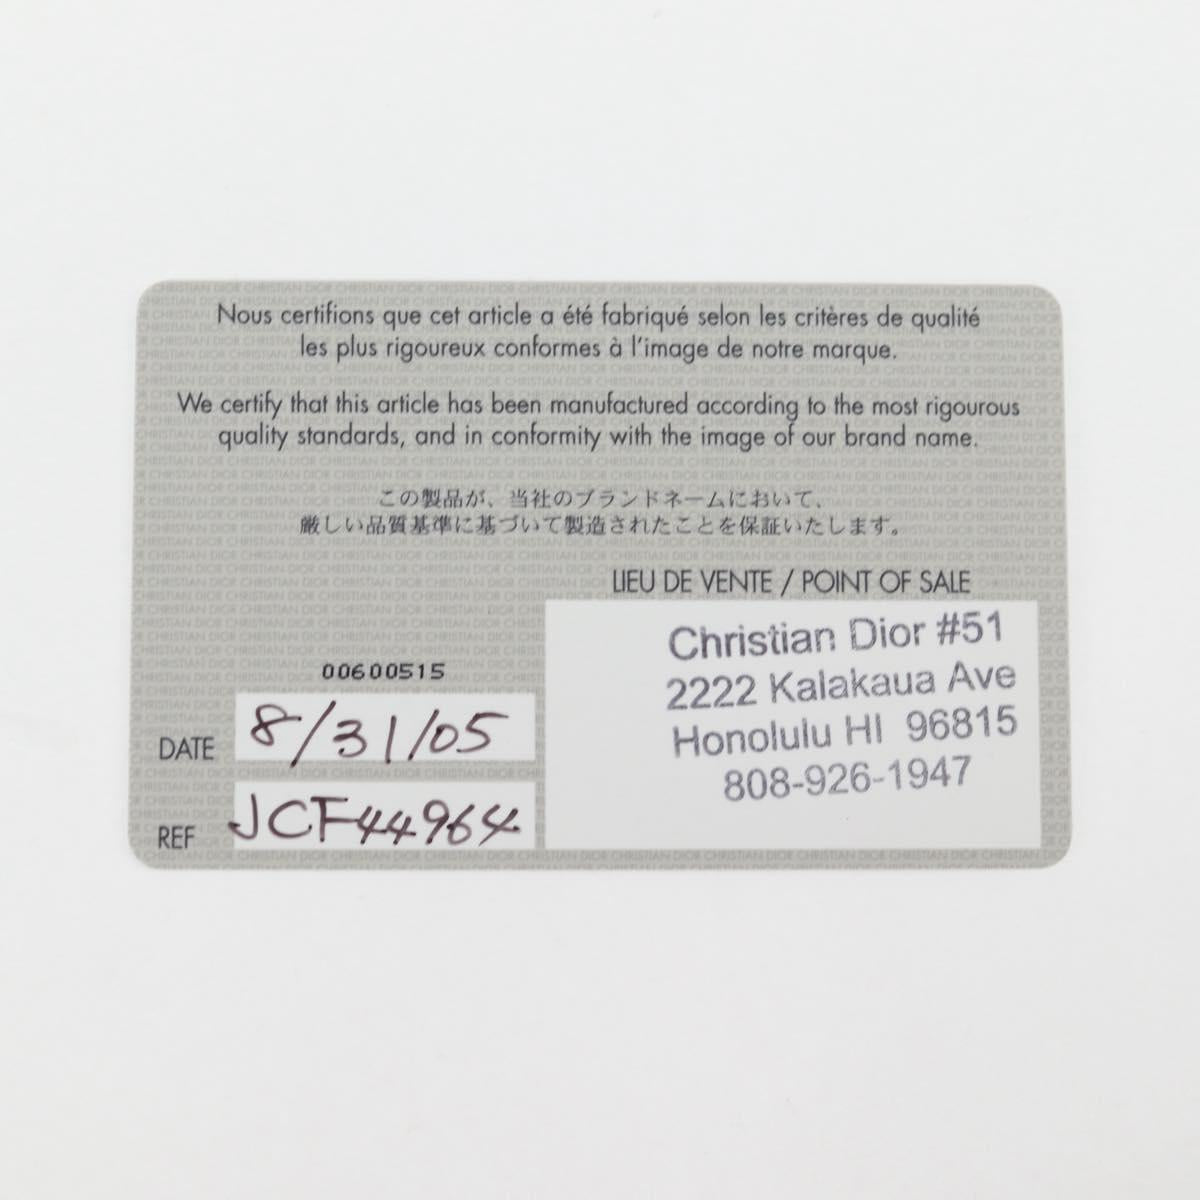 Nous certifions que cet article a été fabriqué selon les critères de qualité
les plus rigoureux conformes à l'image de notre marque.
We certify that this article has been manufactured according to the most rigourous
quality standards, and in conformity with the image of our brand name.
この製品が、当社のブランドネームにおいて、
厳しい品質基準に基づいて製造されたことを保証いたします。
LIEU DE VENTE / POINT OF SALE
Christian Dior #51
2222 Kalakaua Ave
Honolulu HI 96815
808-926-1947
00600515
DATE 8/31/05
REF JCF44964